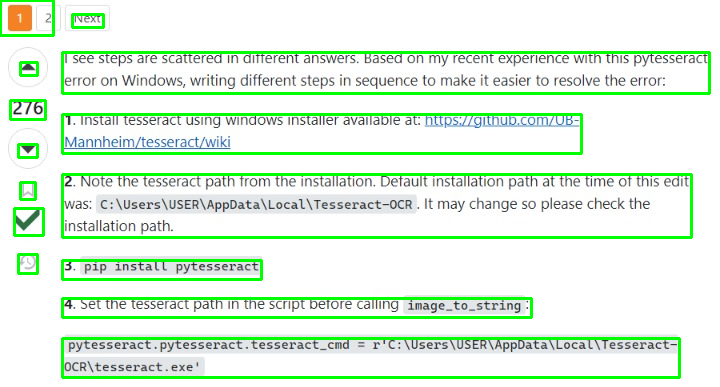 1 2 Next
I see steps are scattered in different answers. Based on my recent experience with this pytesseract
error on Windows, writing different steps in sequence to make it easier to resolve the error:
276
1. Install tesseract using windows installer available at: https://github.com/UB-
Mannheim/tesseract/wiki
2. Note the tesseract path from the installation. Default installation path at the time of this edit
was: C:\Users\USER\AppData\Local\Tesseract-OCR. It may change so please check the
installation path.
3. pip install pytesseract
4. Set the tesseract path in the script before calling image_to_string:
pytesseract.pytesseract.tesseract_cmd = r'C:\Users\USER\AppData\Local\Tesseract-
OCR\tesseract.exe'